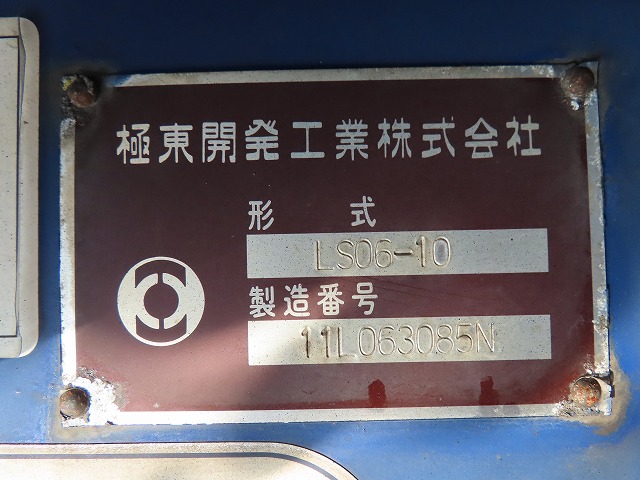 極東開発工業株式会社
形 式
LS06-10
製造番号
11L063085N